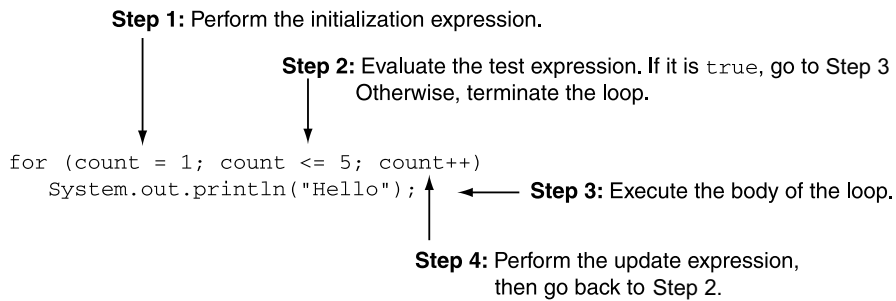 Step 1: Perform the initialization expression.
Step 2: Evaluate the test expression. If it is true, go to Step 3
Otherwise, terminate the loop.
for (count = 1; count <= 5; count++)
System.out.println("Hello");
Step 3: Execute the body of the loop.
Step 4: Perform the update expression,
then go back to Step 2.